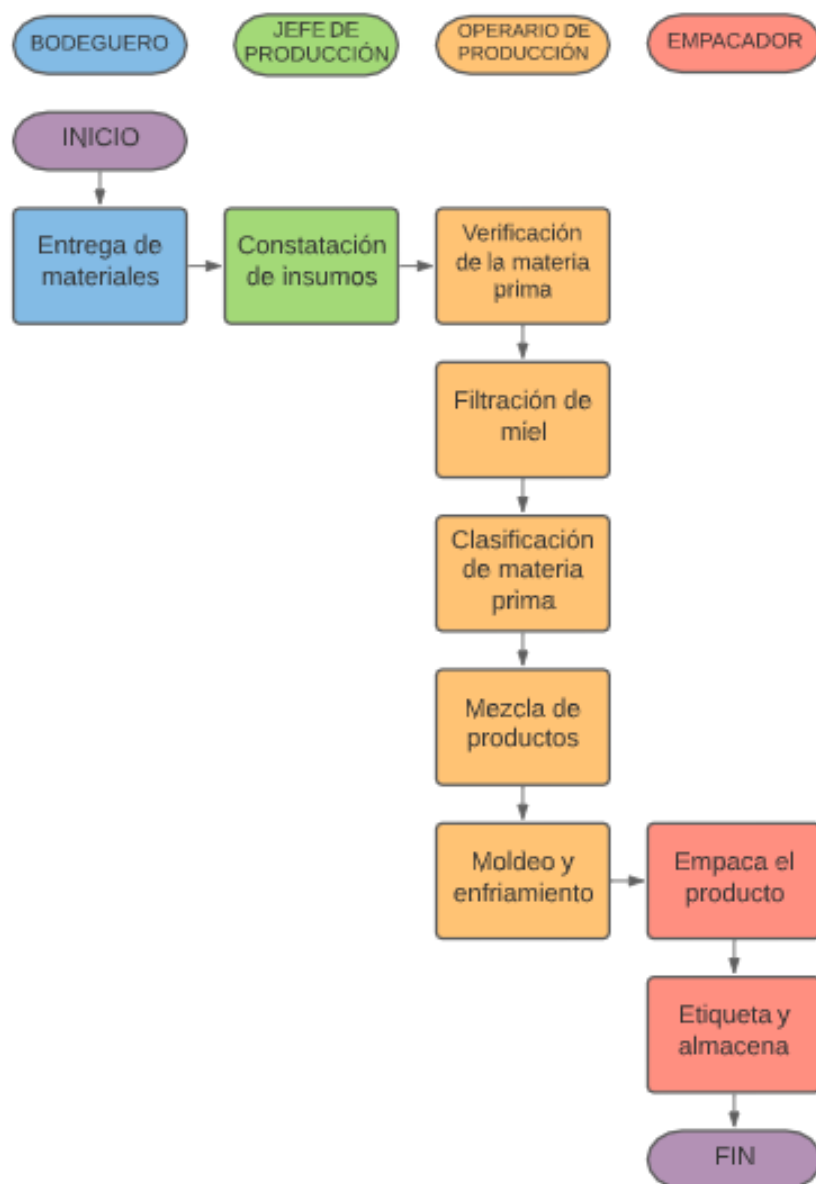 BODEGUERO
JEFE DE
PRODUCCIÓN
OPERARIO DE
PRODUCCIÓN
EMPACADOR
INICIO
Entrega de
materiales
Constatación
de insumos
Verificación
de la materia
prima
Filtración de
miel
Clasificación
de materia
prima
Mezcla de
productos
Moldeo y
enfriamiento
Empaca el
producto
Etiqueta y
almacena
FIN